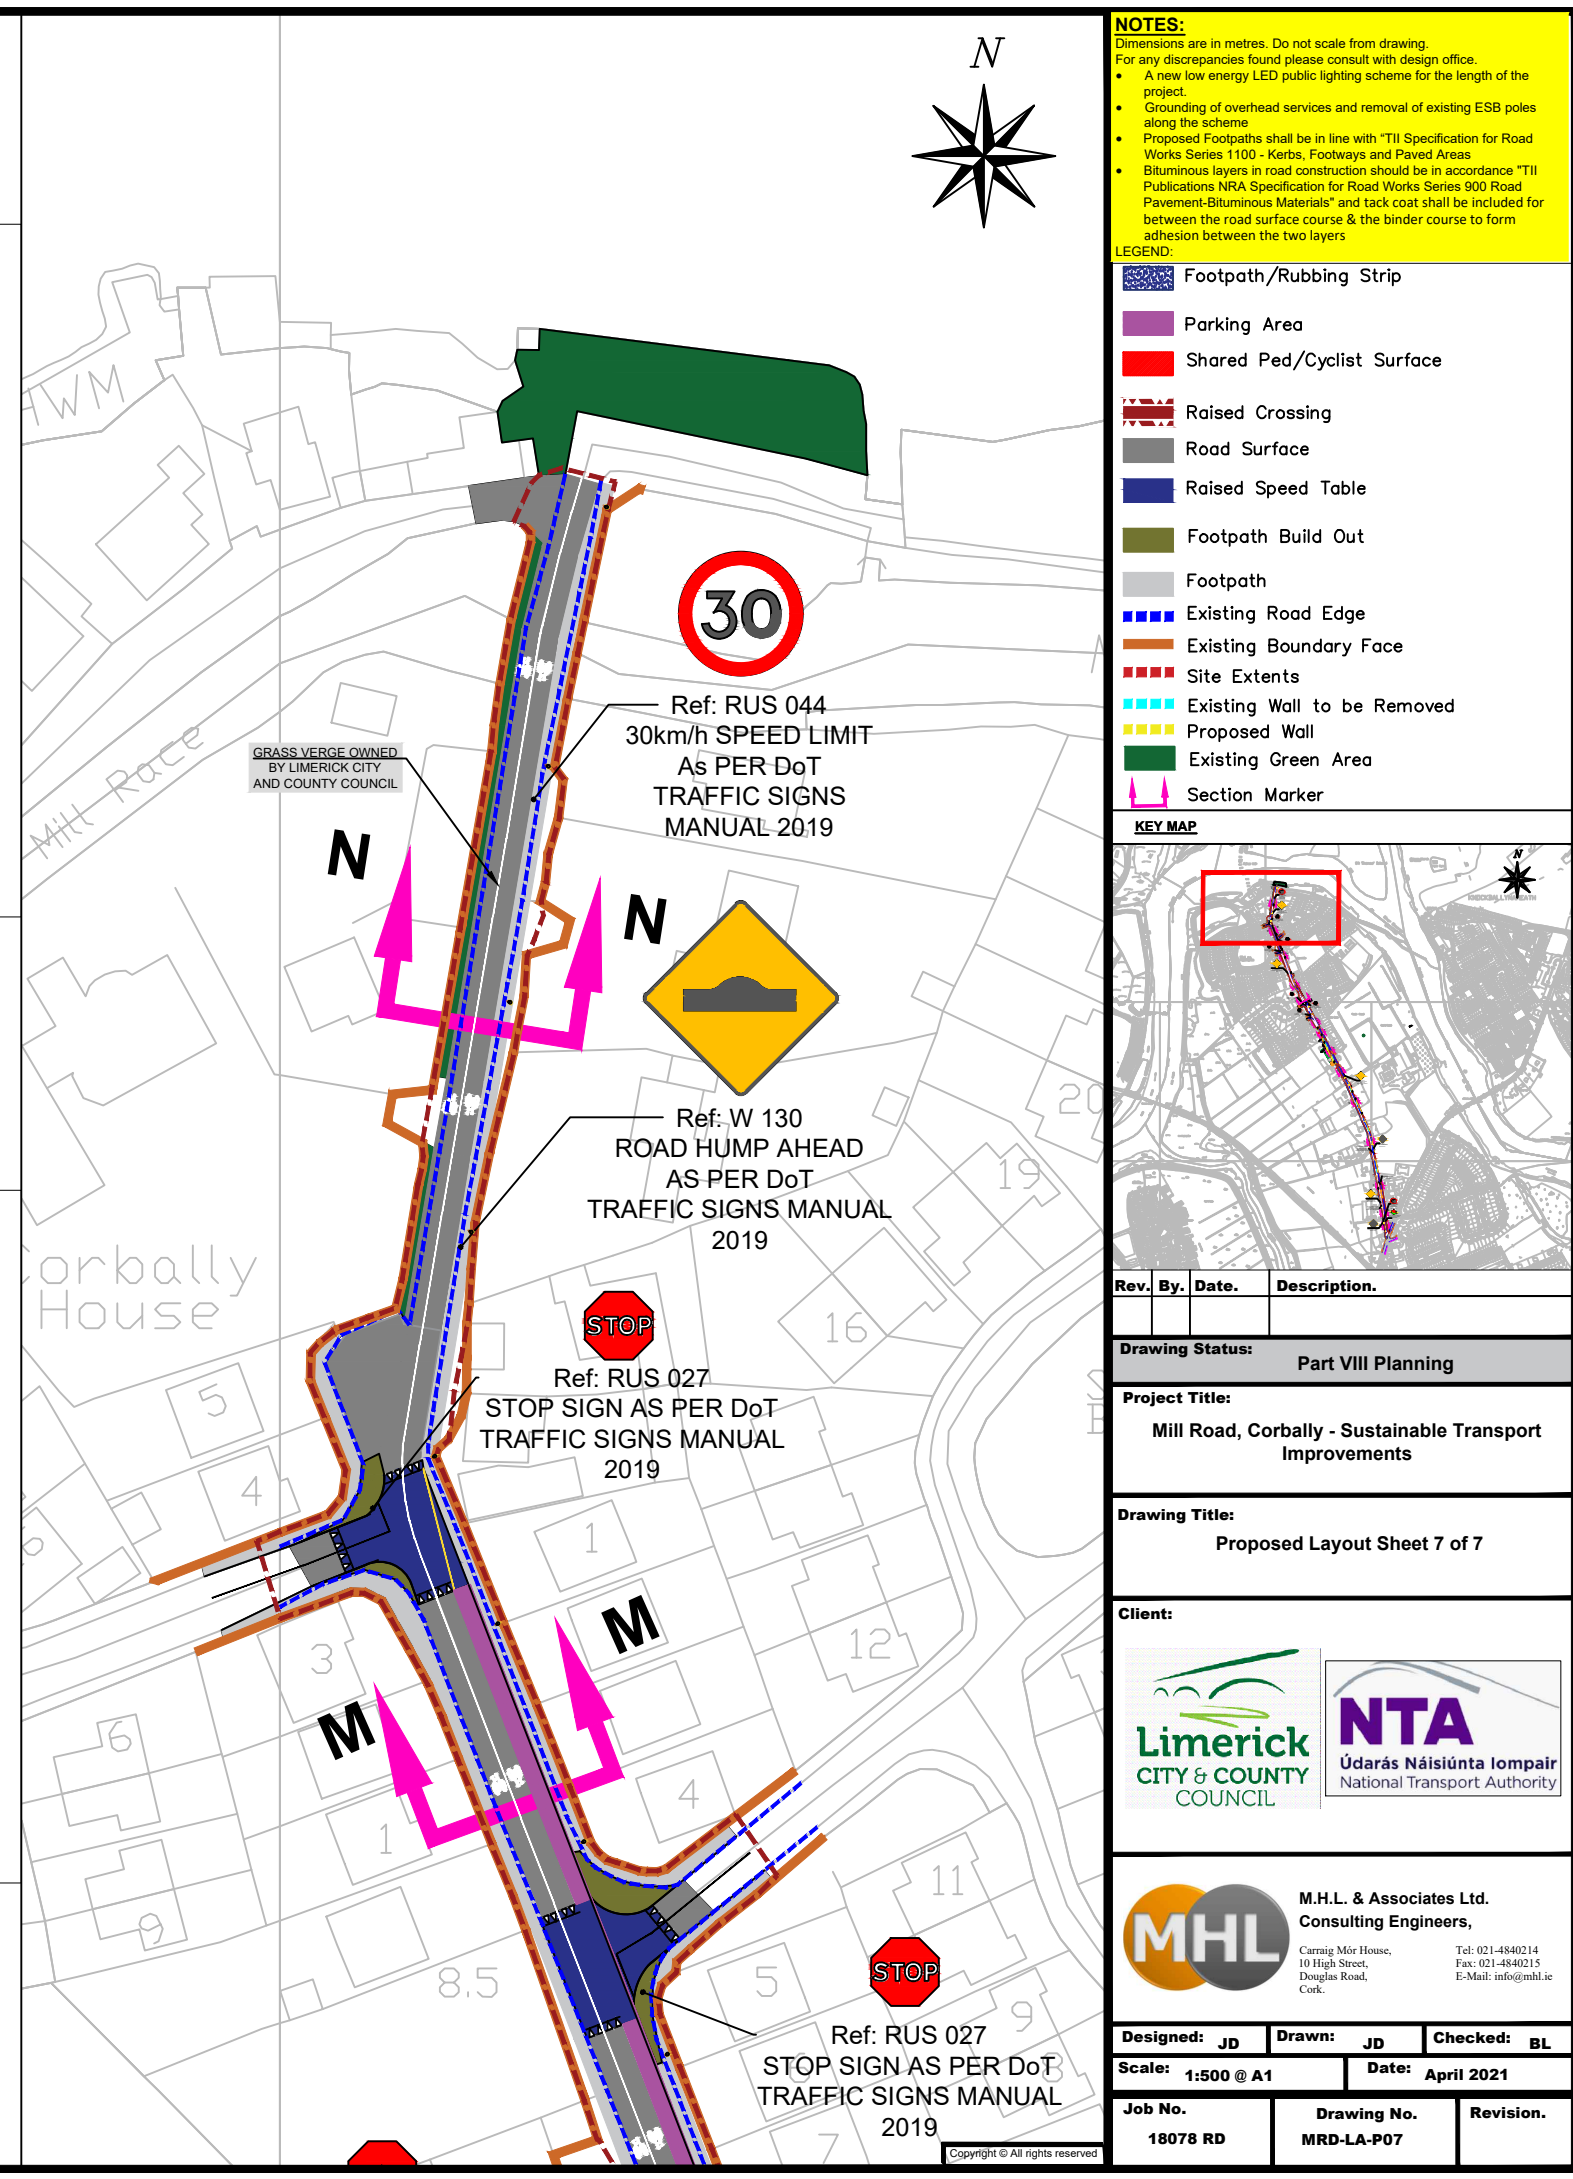 NOTES:
Dimensions are in metres. Do not scale from drawing.
For any discrepancies found please consult with design office.
• A new low energy LED public lighting scheme for the length of the
project.
• Grounding of overhead services and removal of existing ESB poles
along the scheme
• Proposed Footpaths shall be in line with "TII Specification for Road
Works Series 1100 - Kerbs, Footways and Paved Areas
• Bituminous layers in road construction should be in accordance "TII
Publications NRA Specification for Road Works Series 900 Road
Pavement-Bituminous Materials" and tack coat shall be included for
between the road surface course & the binder course to form
adhesion between the two layers
LEGEND:
Footpath/Rubbing Strip
Parking Area
Shared Ped/Cyclist Surface
Raised Crossing
Road Surface
Raised Speed Table
Footpath Build Out
Footpath
Existing Road Edge
Existing Boundary Face
Site Extents
Existing Wall to be Removed
Proposed Wall
Existing Green Area
Section Marker
KEY MAP
N
Rev. By. Date. Description.
Drawing Status:
Part VIII Planning
Project Title:
Mill Road, Corbally - Sustainable Transport
Improvements
Drawing Title:
Proposed Layout Sheet 7 of 7
Client:
Limerick
CITY & COUNTY
COUNCIL
NTA
Údarás Náisiúnta Iompair
National Transport Authority
MHL
M.H.L. & Associates Ltd.
Consulting Engineers,
Carraig Mór House,
10 High Street,
Douglas Road,
Cork.
Tel: 021-4840214
Fax: 021-4840215
E-Mail: info@mhl.ie
Designed: JD Drawn: JD Checked: BL
Scale: 1:500 @ A1 Date: April 2021
Job No. Drawing No. Revision.
18078 RD MRD-LA-P07
N
HWM
30
Ref: RUS 044
30km/h SPEED LIMIT
As PER DoT
TRAFFIC SIGNS
MANUAL 2019
GRASS VERGE OWNED
BY LIMERICK CITY
AND COUNTY COUNCIL
Mill Race
N
N
20
Ref: W 130
ROAD HUMP AHEAD
AS PER DoT
TRAFFIC SIGNS MANUAL
2019
19
Corbally
House
STOP
16
Ref: RUS 027
STOP SIGN AS PER DoT
TRAFFIC SIGNS MANUAL
2019
5
4
1
M
3
12
M
6
4
1
11
9
8.5
5
STOP
9
Ref: RUS 027
STOP SIGN AS PER DoT
TRAFFIC SIGNS MANUAL
2019
6
8
7
Copyright © All rights reserved